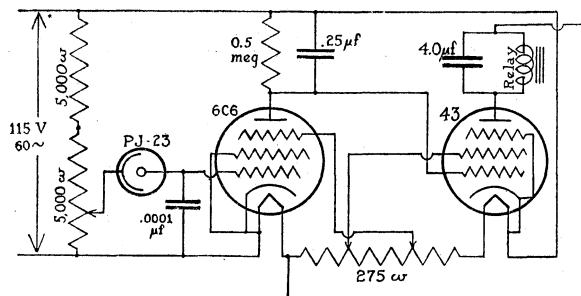 115 V
60 ~
5,000 ω
5,000 ω
PJ-23
.0001
μf
0.5
meg
.25μf
6C6
4.0μf
Relay
43
275 ω